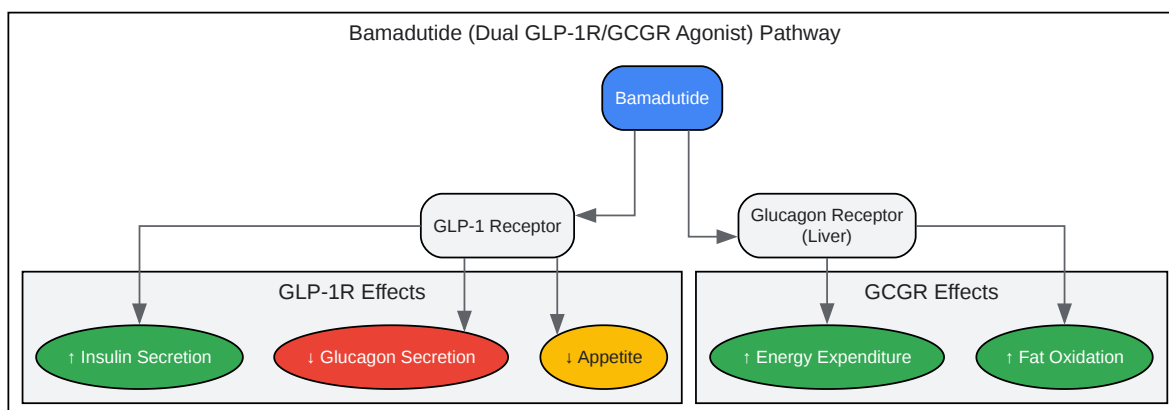 Bamadutide (Dual GLP-1R/GCGR Agonist) Pathway
Bamadutide
GLP-1 Receptor
Glucagon Receptor
(Liver)
GLP-1R Effects
GCGR Effects
↑ Insulin Secretion
↓ Glucagon Secretion
↓ Appetite
↑ Energy Expenditure
↑ Fat Oxidation